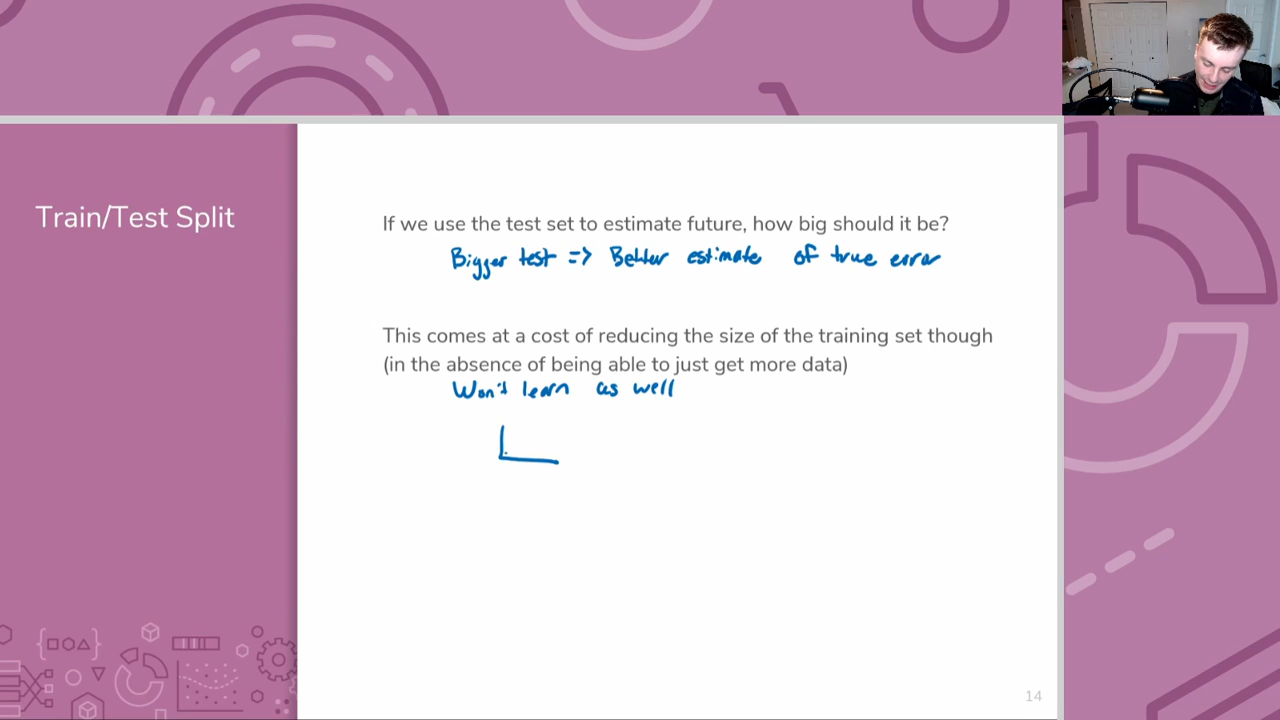 Train/Test Split
If we use the test set to estimate future, how big should it be?
Bigger test => Better estimate of true error
This comes at a cost of reducing the size of the training set though
(in the absence of being able to just get more data)
Won't learn as well
14